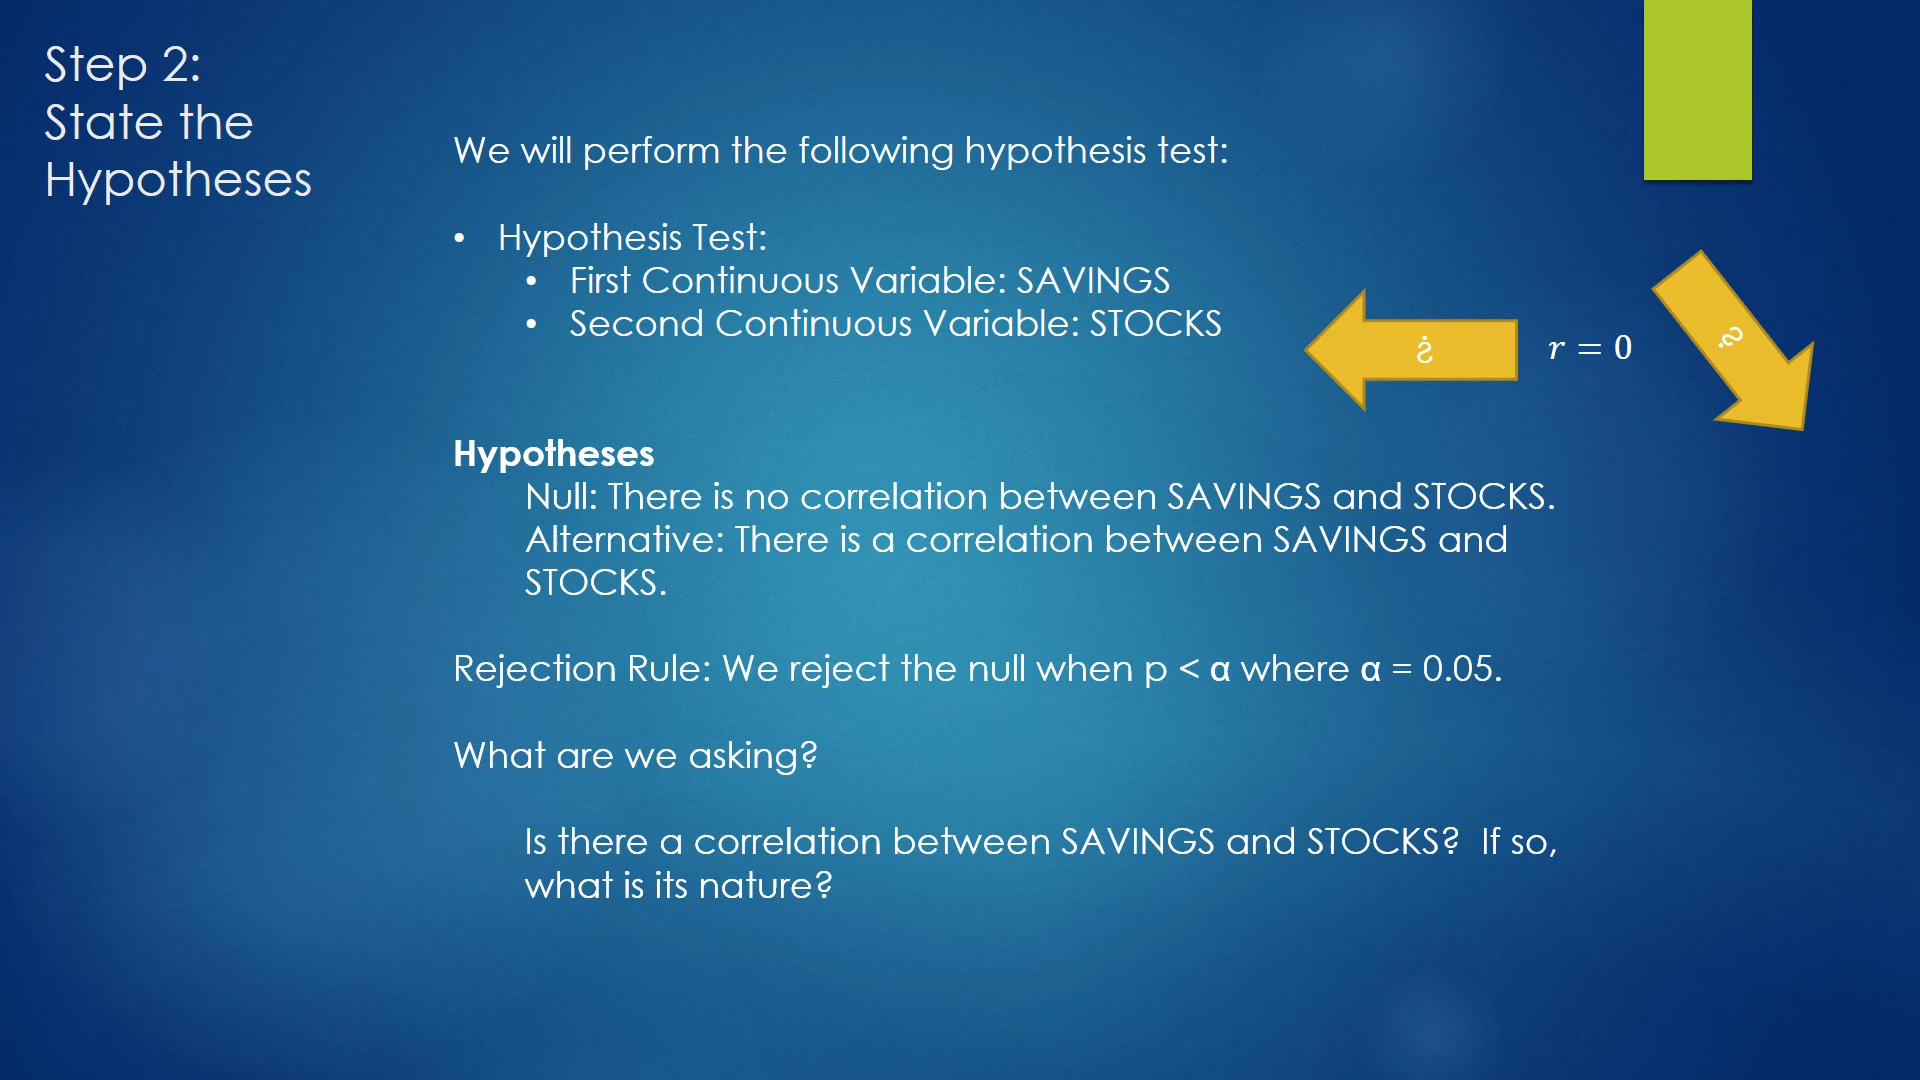 Step 2:
State the
Hypotheses
We will perform the following hypothesis test:
• Hypothesis Test:
• First Continuous Variable: SAVINGS
• Second Continuous Variable: STOCKS
?
r = 0
?
Hypotheses
Null: There is no correlation between SAVINGS and STOCKS.
Alternative: There is a correlation between SAVINGS and
STOCKS.
Rejection Rule: We reject the null when p < α where α = 0.05.
What are we asking?
Is there a correlation between SAVINGS and STOCKS?  If so,
what is its nature?